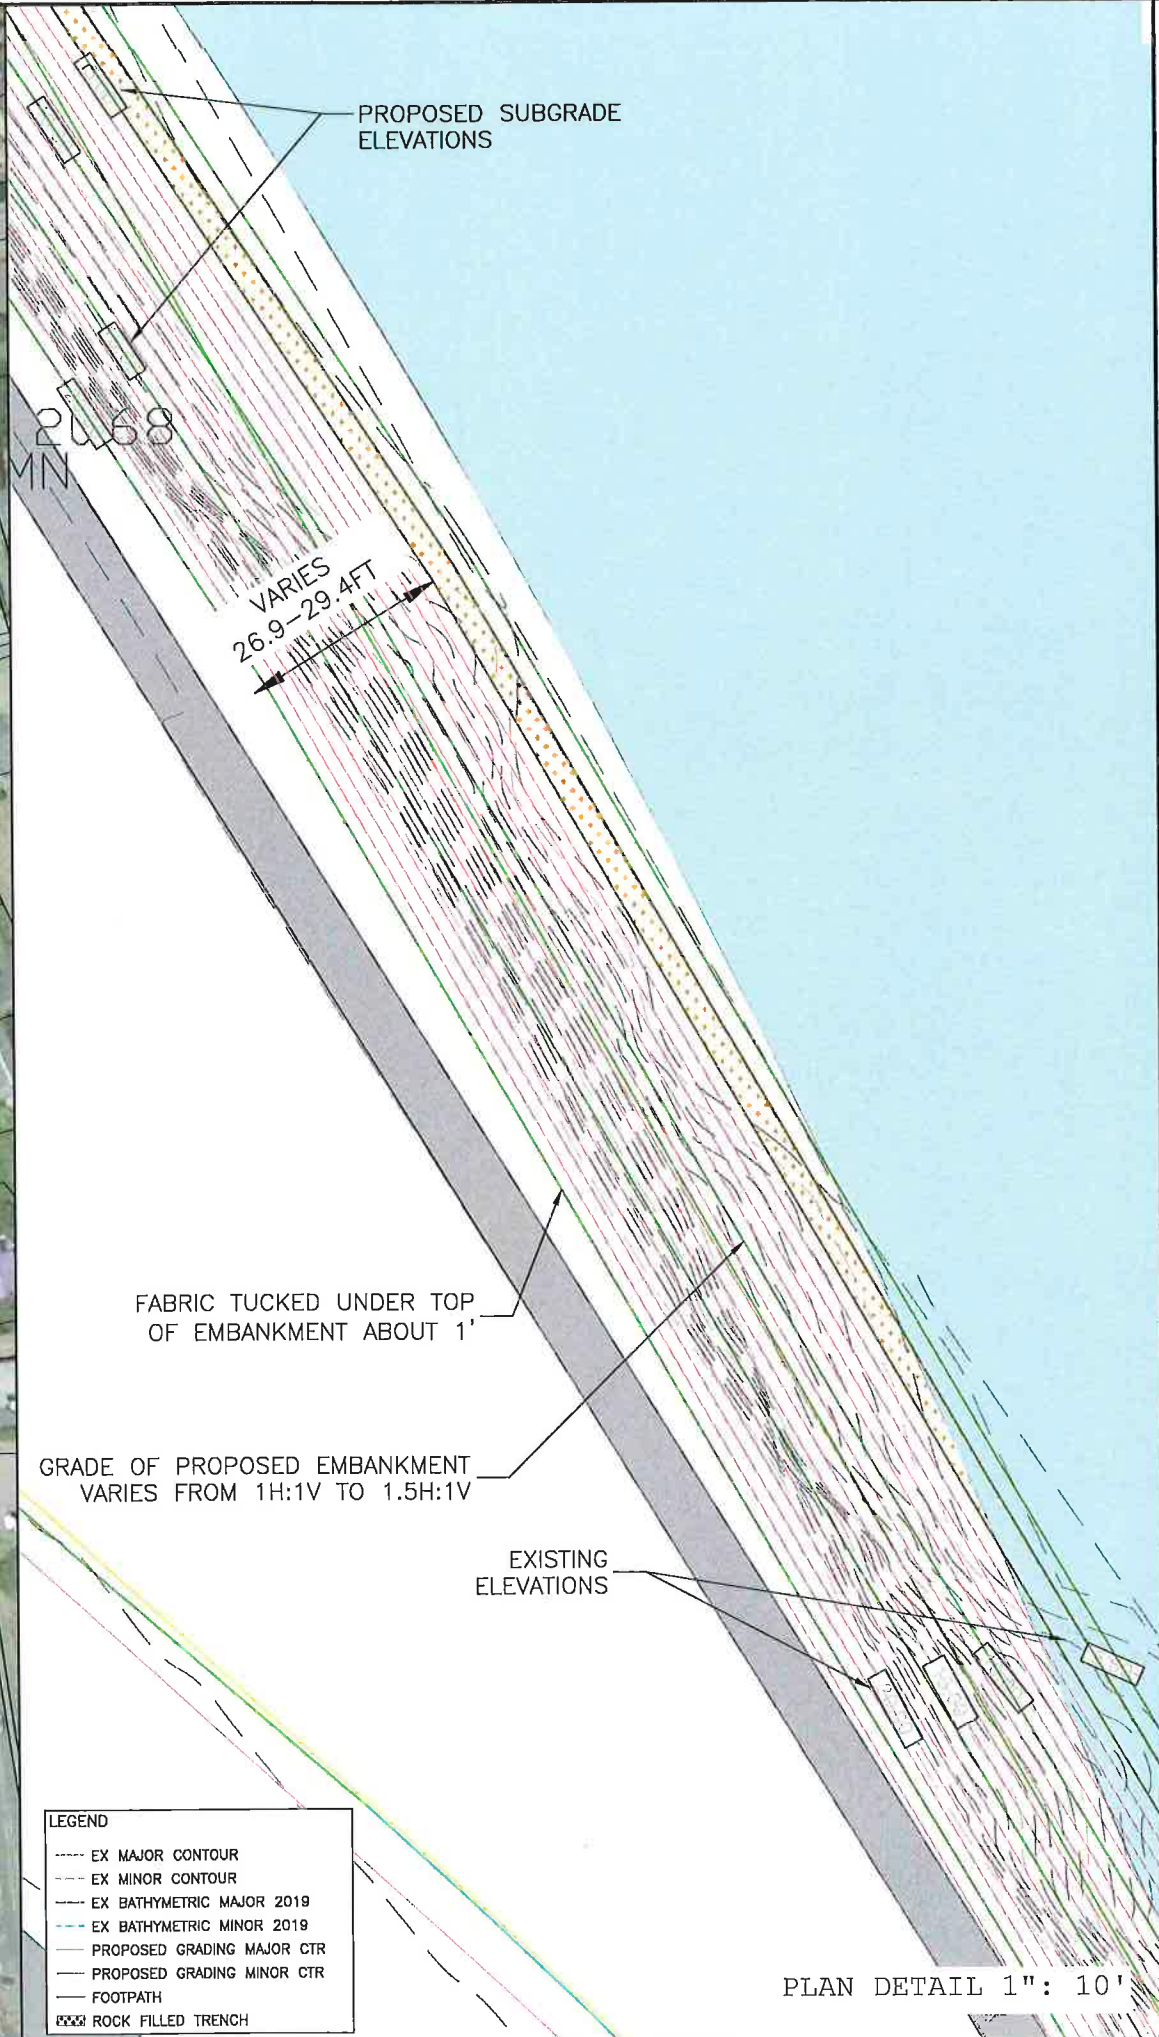 PROPOSED SUBGRADE
ELEVATIONS
MN
VARIES
26.9-29.4FT
FABRIC TUCKED UNDER TOP
OF EMBANKMENT ABOUT 1'
GRADE OF PROPOSED EMBANKMENT
VARIES FROM 1H:1V TO 1.5H:1V
EXISTING
ELEVATIONS
LEGEND
EX MAJOR CONTOUR
EX MINOR CONTOUR
EX BATHYMETRIC MAJOR 2019
EX BATHYMETRIC MINOR 2019
PROPOSED GRADING MAJOR CTR
PROPOSED GRADING MINOR CTR
FOOTPATH
ROCK FILLED TRENCH
PLAN DETAIL 1": 10'